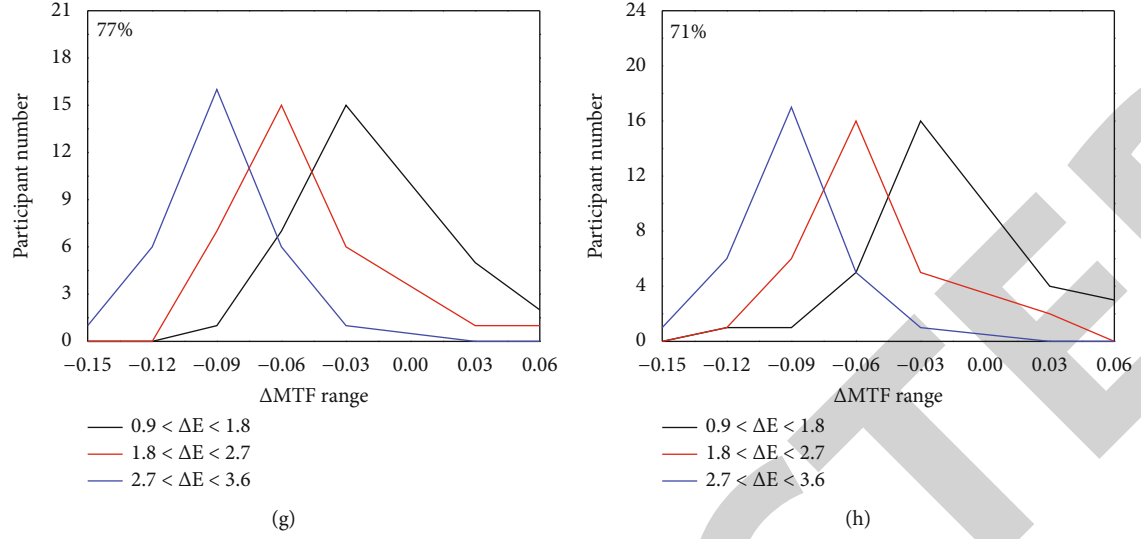 77%
21
18
15
12
9
6
3
0
Participant number
−0.15 −0.12 −0.09 −0.06 −0.03 0.00 0.03 0.06
ΔMTF range
0.9 < ΔE < 1.8
1.8 < ΔE < 2.7
2.7 < ΔE < 3.6
(g)
71%
24
20
16
12
8
4
0
Participant number
−0.15 −0.12 −0.09 −0.06 −0.03 0.00 0.03 0.06
ΔMTF range
0.9 < ΔE < 1.8
1.8 < ΔE < 2.7
2.7 < ΔE < 3.6
(h)